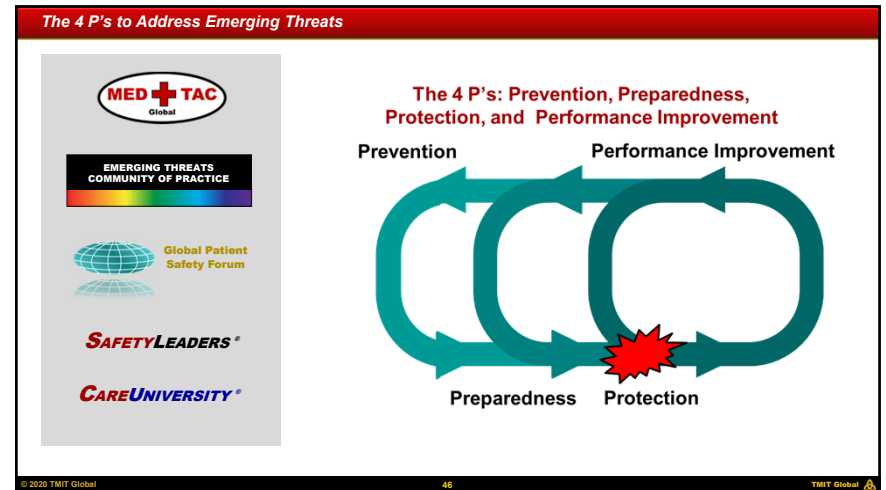 The 4 P's to Address Emerging Threats
MED TAC
Global
EMERGING THREATS
COMMUNITY OF PRACTICE
Global Patient
Safety Forum
SAFETYLEADERS ®
CAREUNIVERSITY ®
The 4 P's: Prevention, Preparedness,
Protection, and Performance Improvement
Prevention
Performance Improvement
Preparedness
Protection
© 2020 TMIT Global
46
TMIT Global